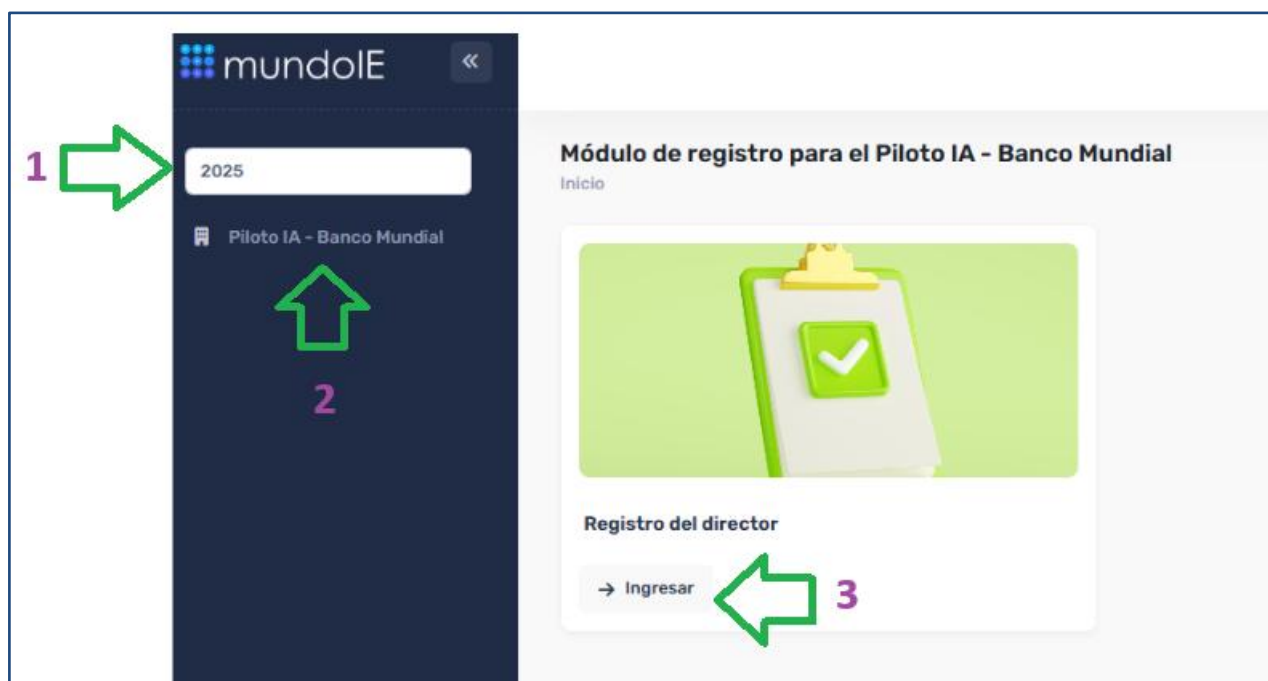 mundoIE
1
2025
Piloto IA - Banco Mundial
2
Módulo de registro para el Piloto IA - Banco Mundial
Inicio
Registro del director
→ Ingresar
3